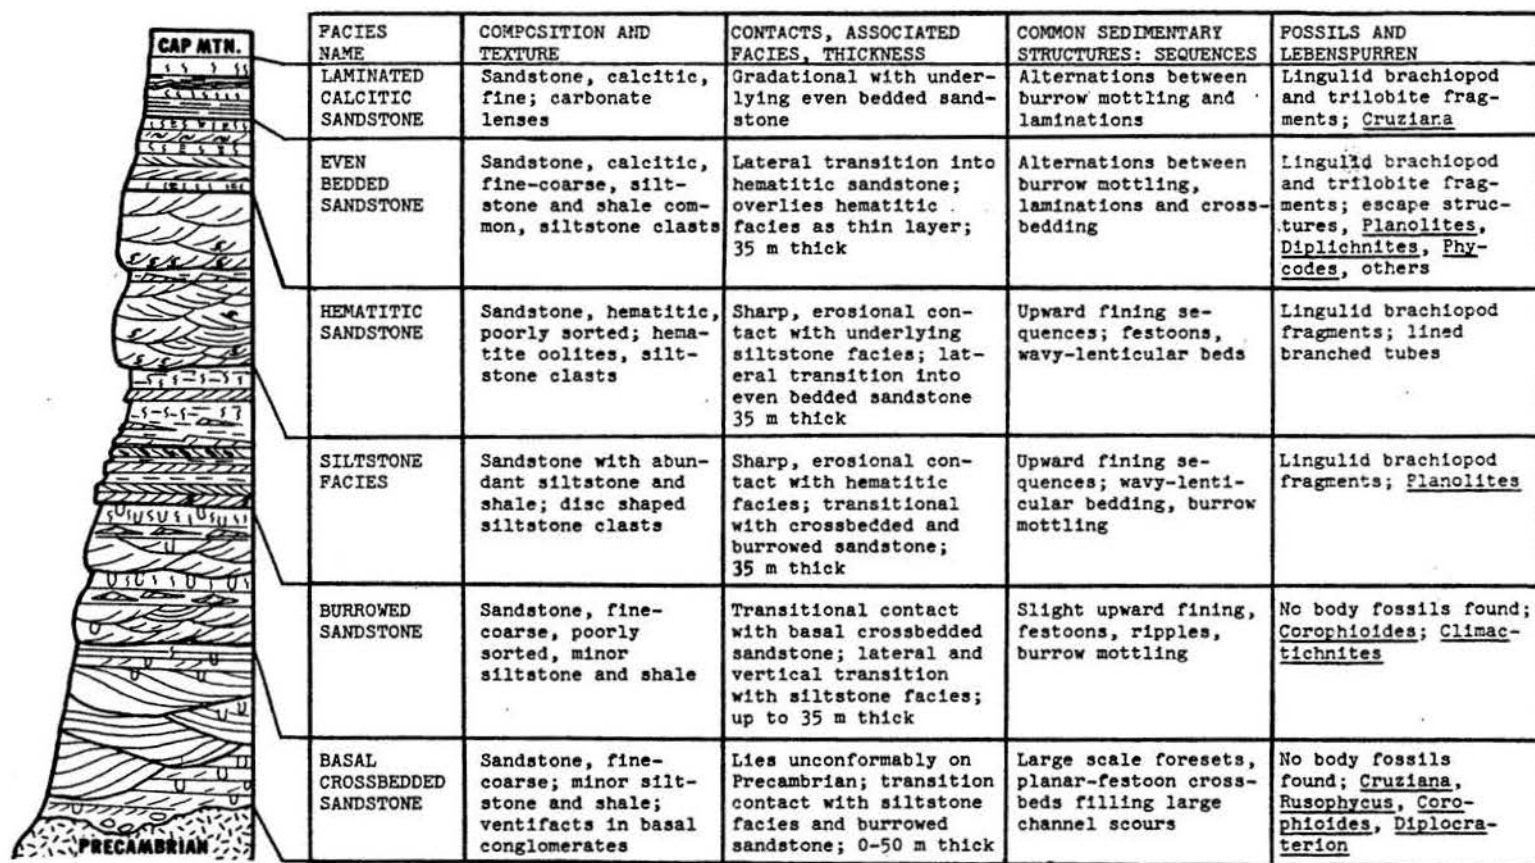 CAP MTN.
PRECAMBRIAN
FACIES
NAME
COMPOSITION AND
TEXTURE
CONTACTS, ASSOCIATED
FACIES, THICKNESS
COMMON SEDIMENTARY
STRUCTURES: SEQUENCES
FOSSILS AND
LEBENSPURREN
LAMINATED
CALCITIC
SANDSTONE
Sandstone, calcitic,
fine; carbonate
lenses
Gradational with under-
lying even bedded sand-
stone
Alternations between
burrow mottling and
laminations
Lingulid brachiopod
and trilobite frag-
ments; Cruziana
EVEN
BEDDED
SANDSTONE
Sandstone, calcitic,
fine-coarse, silt-
stone and shale com-
mon, siltstone clasts
Lateral transition into
hematitic sandstone;
overlies hematitic
facies as thin layer;
35 m thick
Alternations between
burrow mottling,
laminations and cross-
bedding
Lingulid brachiopod
and trilobite frag-
ments; escape struc-
tures, Planolites,
Diplichnites, Phy-
codes, others
HEMATITIC
SANDSTONE
Sandstone, hematitic,
poorly sorted; hema-
tite oolites, silt-
stone clasts
Sharp, erosional con-
tact with underlying
siltstone facies; lat-
eral transition into
even bedded sandstone
35 m thick
Upward fining se-
quences; festoons,
wavy-lenticular beds
Lingulid brachiopod
fragments; lined
branched tubes
SILTSTONE
FACIES
Sandstone with abun-
dant siltstone and
shale; disc shaped
siltstone clasts
Sharp, erosional con-
tact with hematitic
facies; transitional
with crossbedded and
burrowed sandstone;
35 m thick
Upward fining se-
quences; wavy-lenti-
cular bedding, burrow
mottling
Lingulid brachiopod
fragments; Planolites
BURROWED
SANDSTONE
Sandstone, fine-
coarse, poorly
sorted, minor
siltstone and shale
Transitional contact
with basal crossbedded
sandstone; lateral and
vertical transition
with siltstone facies;
up to 35 m thick
Slight upward fining,
festoons, ripples,
burrow mottling
No body fossils found;
Corophioides; Climac-
tichnites
BASAL
CROSSBEDDED
SANDSTONE
Sandstone, fine-
coarse; minor silt-
stone and shale;
ventifacts in basal
conglomerates
Lies unconformably on
Precambrian; transition
contact with siltstone
facies and burrowed
sandstone; 0-50 m thick
Large scale foresets,
planar-festoon cross-
beds filling large
channel scours
No body fossils
found; Cruziana,
Rusophycus, Coro-
phioides, Diplocra-
terion